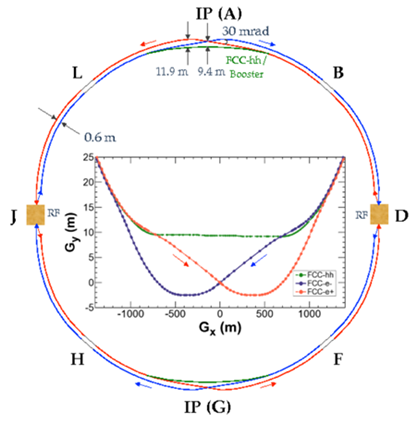 IP (A)
30 mrad
L
FCC-hh/
Booster
B
11.9 m
9.4 m
0.6 m
25
20
15
10
5
0
-5
Gy (m)
FCC-hh
FCC-e-
FCC-e+
-1000
-500
0
500
1000
Gx (m)
J
RF
RF
D
H
F
IP (G)